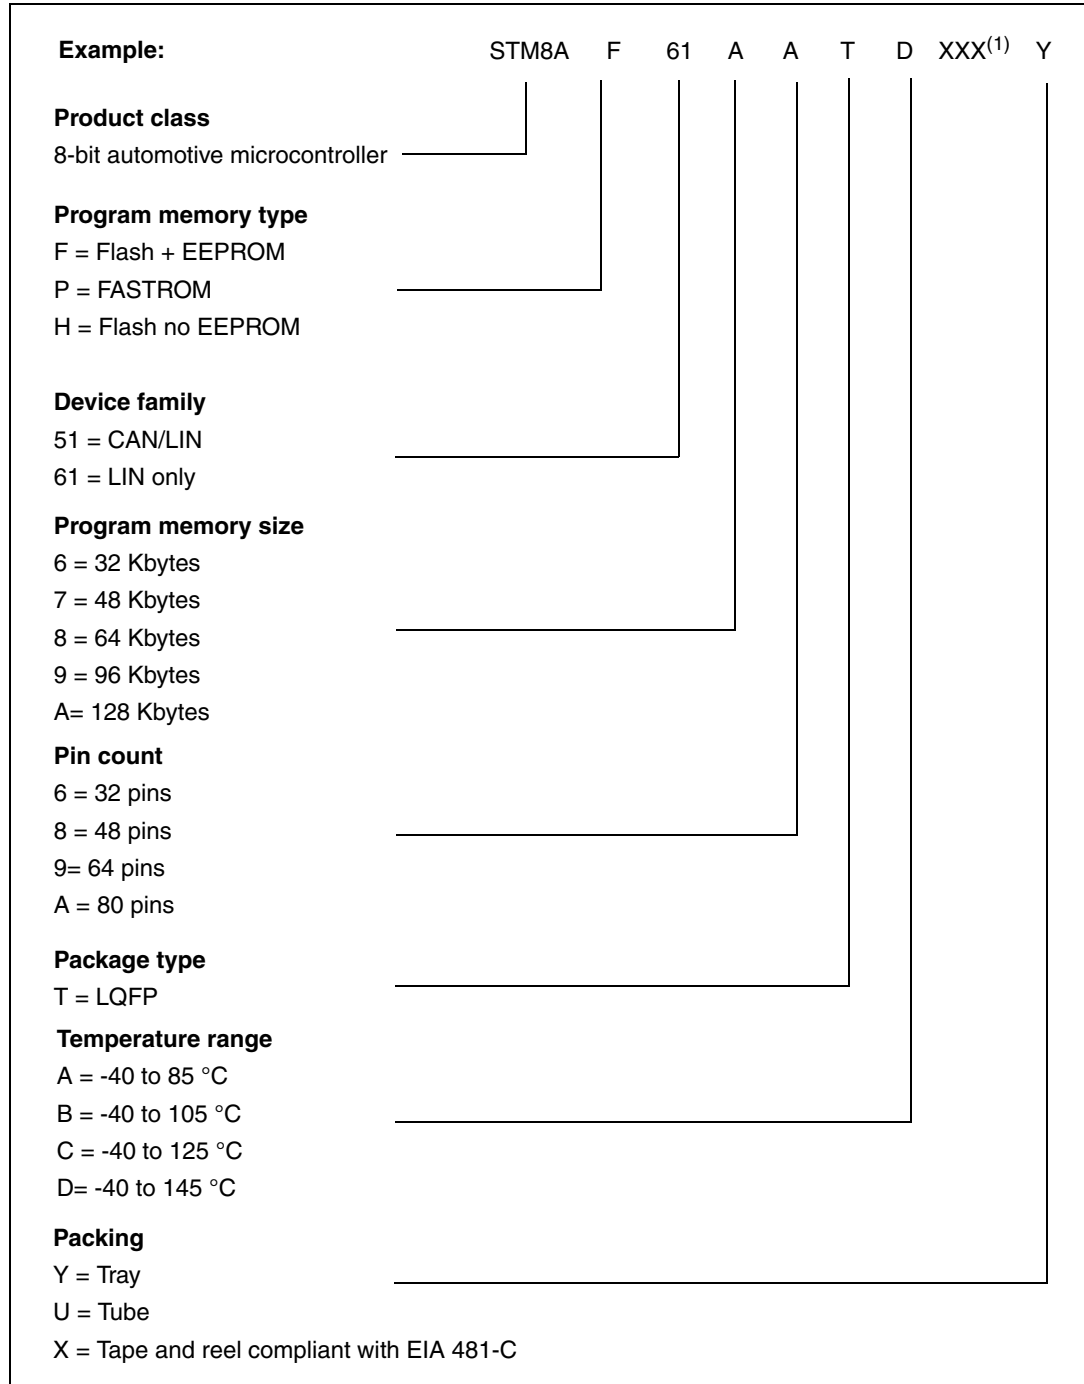 Example: STM8A F 61 A A T D XXX(1) Y
Product class
8-bit automotive microcontroller
Program memory type
F = Flash + EEPROM
P = FASTROM
H = Flash no EEPROM
Device family
51 = CAN/LIN
61 = LIN only
Program memory size
6 = 32 Kbytes
7 = 48 Kbytes
8 = 64 Kbytes
9 = 96 Kbytes
A= 128 Kbytes
Pin count
6 = 32 pins
8 = 48 pins
9= 64 pins
A = 80 pins
Package type
T = LQFP
Temperature range
A = -40 to 85 °C
B = -40 to 105 °C
C = -40 to 125 °C
D= -40 to 145 °C
Packing
Y = Tray
U = Tube
X = Tape and reel compliant with EIA 481-C